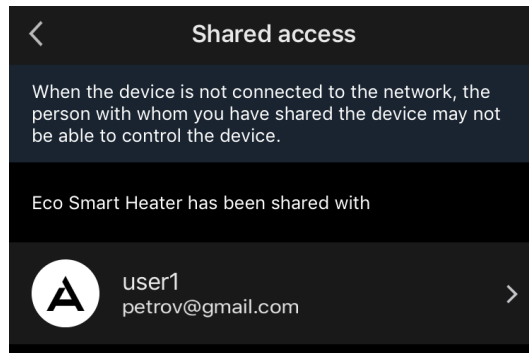 Shared access
When the device is not connected to the network, the
person with whom you have shared the device may not
be able to control the device.
Eco Smart Heater has been shared with
user1
petrov@gmail.com